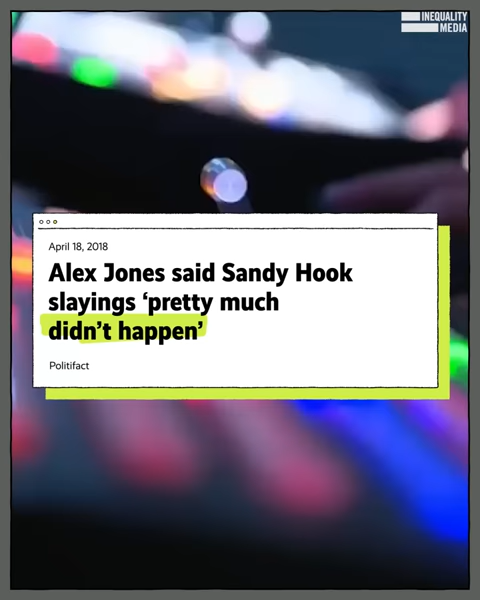 INEQUALITY
MEDIA
April 18, 2018
Alex Jones said Sandy Hook
slayings ‘pretty much
didn’t happen’
Politifact